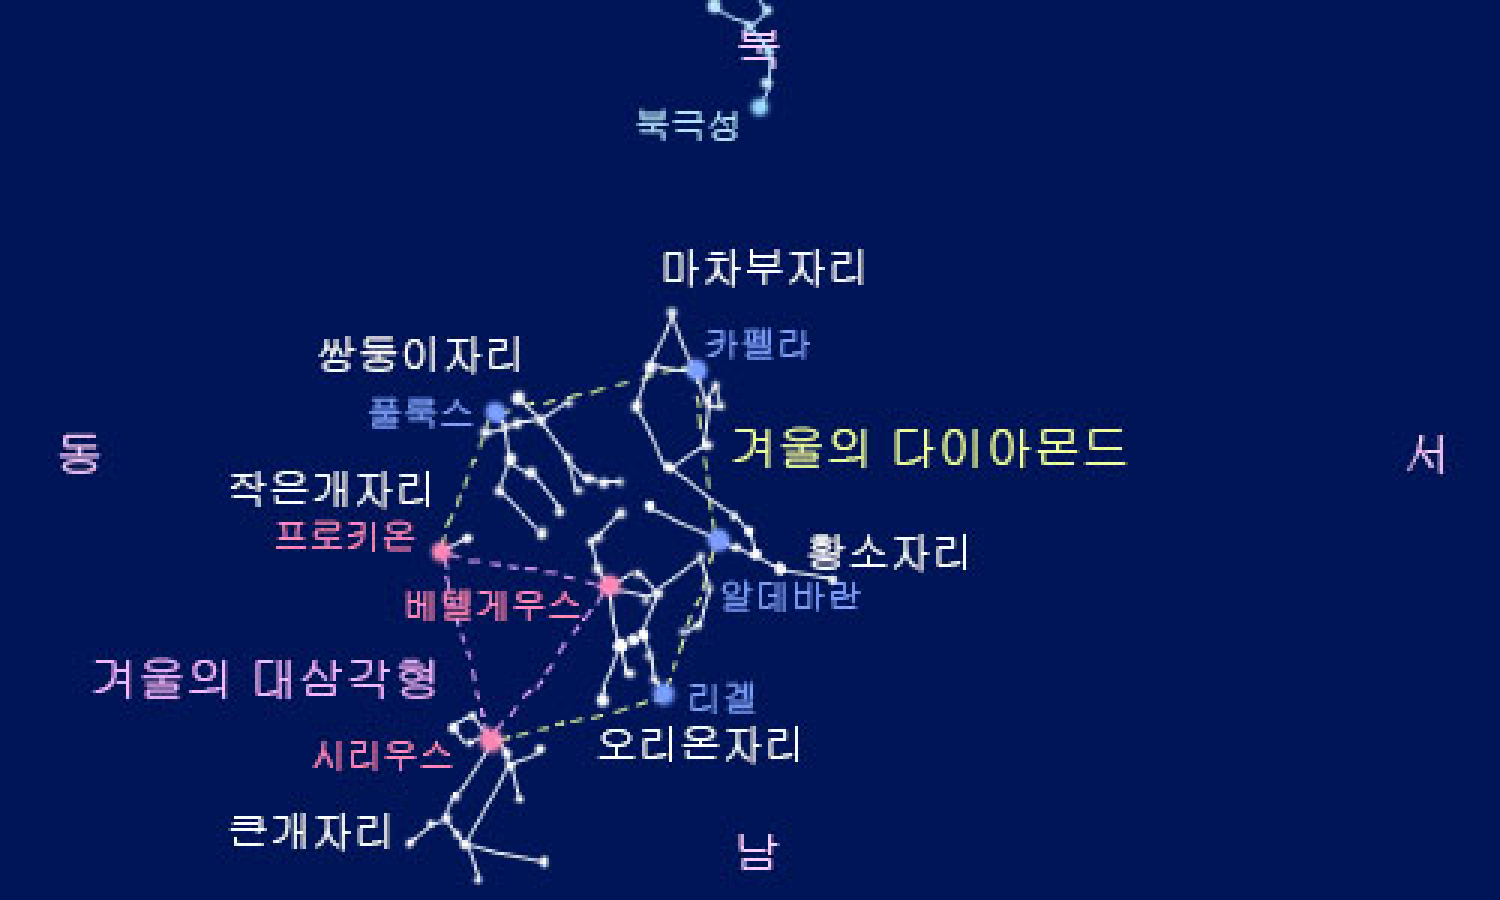 북
북극성
마차부자리
카펠라
쌍둥이자리
풀룩스
겨울의 다이아몬드
동
서
작은개자리
프로키온
황소자리
알데바란
베텔게우스
겨울의 대삼각형
리겔
오리온자리
시리우스
큰개자리
남